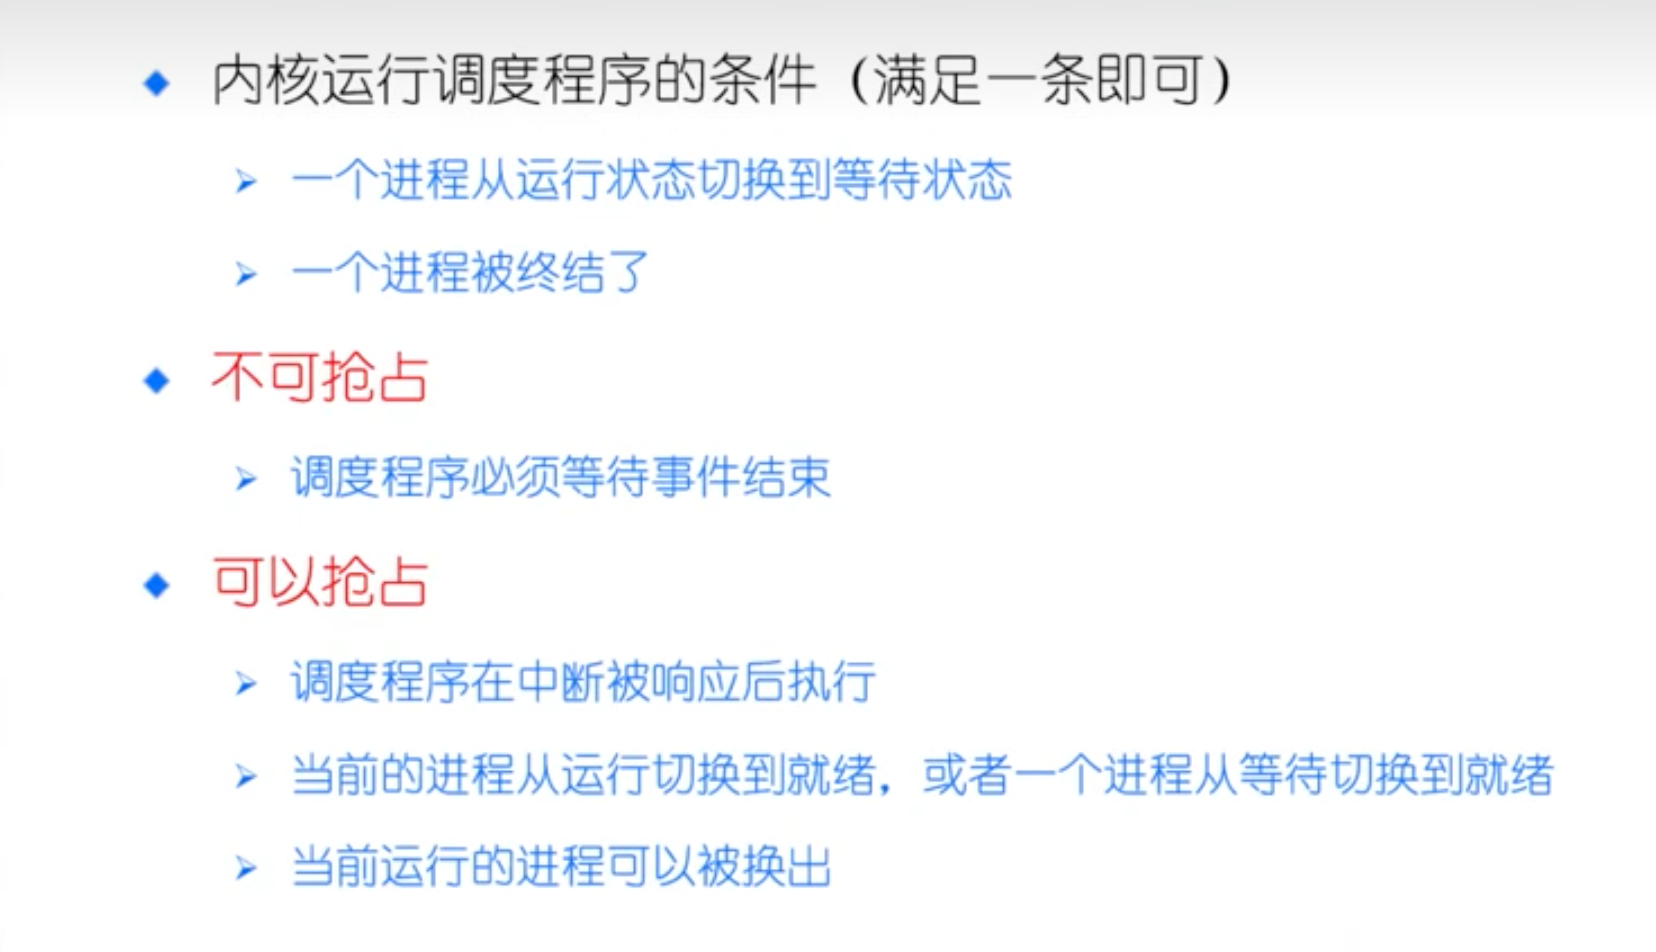 内核运行调度程序的条件（满足一条即可）
一个进程从运行状态切换到等待状态
一个进程被终结了
不可抢占
调度程序必须等待事件结束
可以抢占
调度程序在中断被响应后执行
当前的进程从运行切换到就绪，或者一个进程从等待切换到就绪
当前运行的进程可以被换出